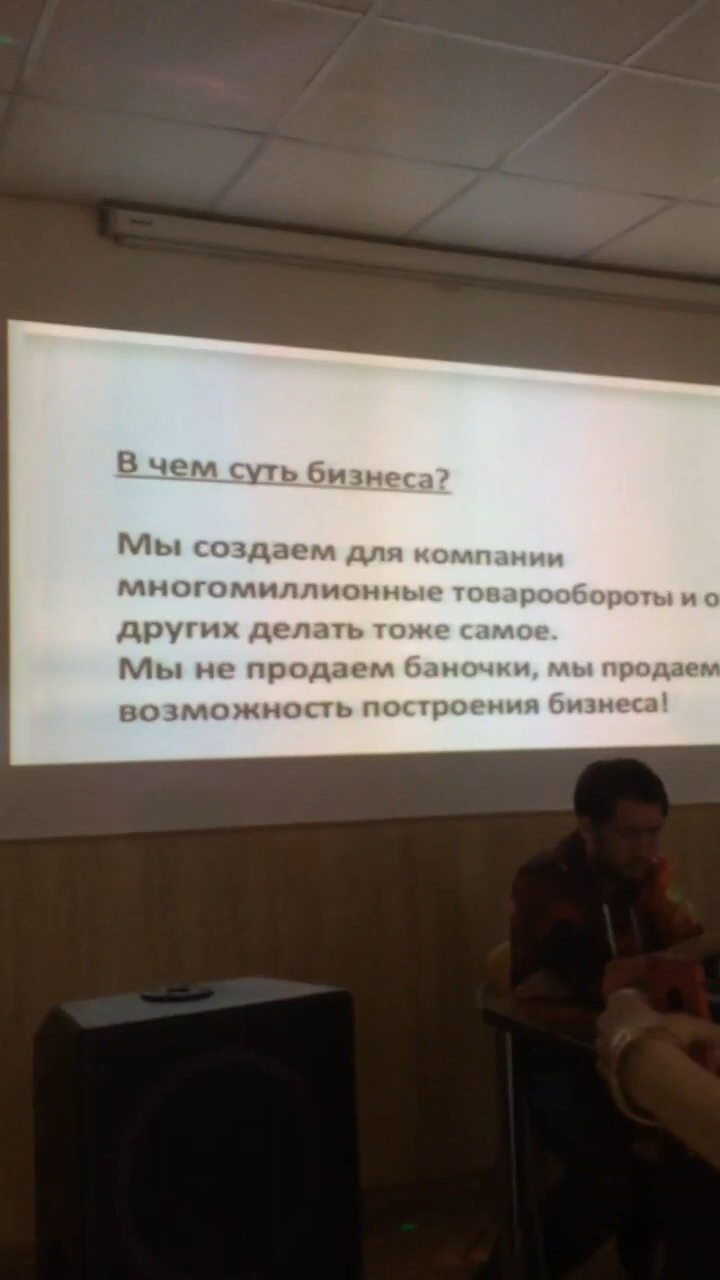 В чем суть бизнеса?
Мы создаем для компании
многомиллионные товарообороты и о
других делать тоже самое.
Мы не продаем баночки, мы продаем
возможность построения бизнеса!